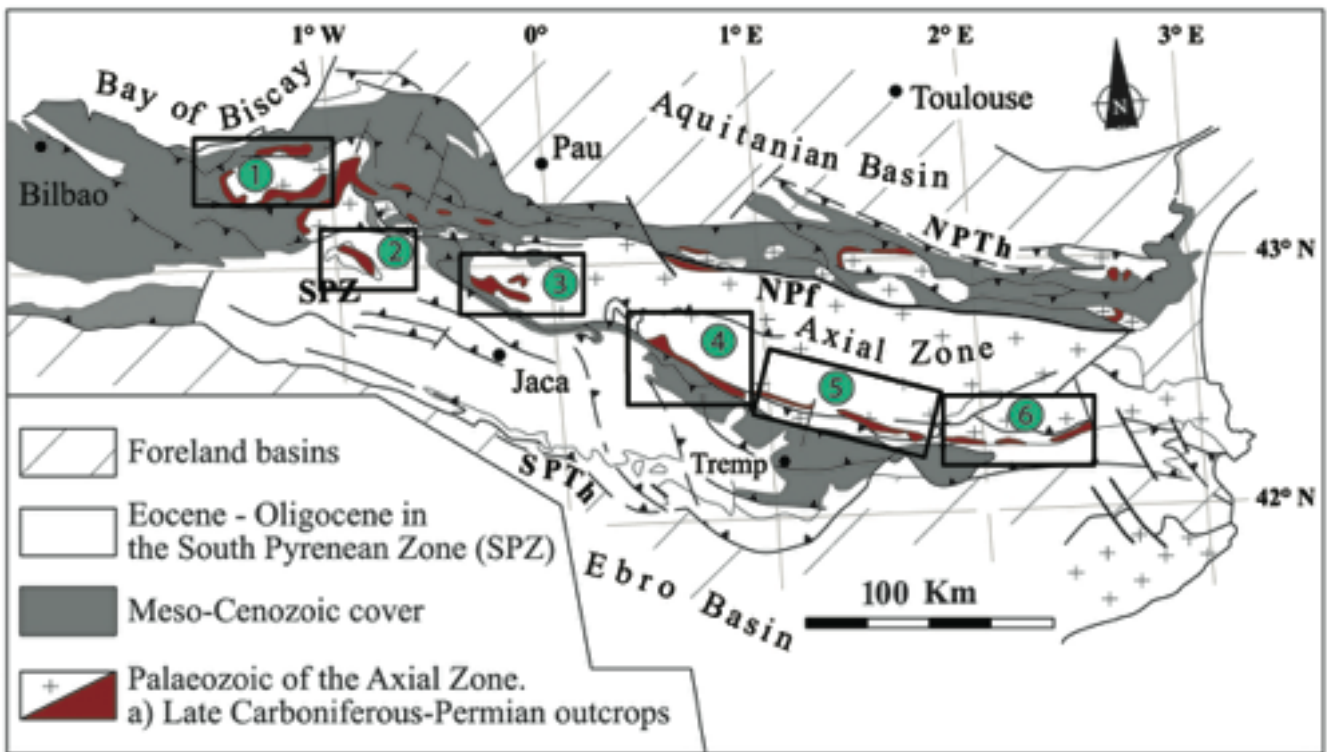 1° W
0°
1° E
2° E
3° E
Bay of Biscay
Toulouse
N
Aquitanian Basin
Pau
1
Bilbao
NPTh
43° N
2
SPZ
3
NPf
Axial Zone
4
5
Jaca
6
Tremp
SPTh
42° N
Ebro Basin
100 Km
Foreland basins
Eocene - Oligocene in
the South Pyrenean Zone (SPZ)
Meso-Cenozoic cover
Palaeozoic of the Axial Zone.
a) Late Carboniferous-Permian outcrops